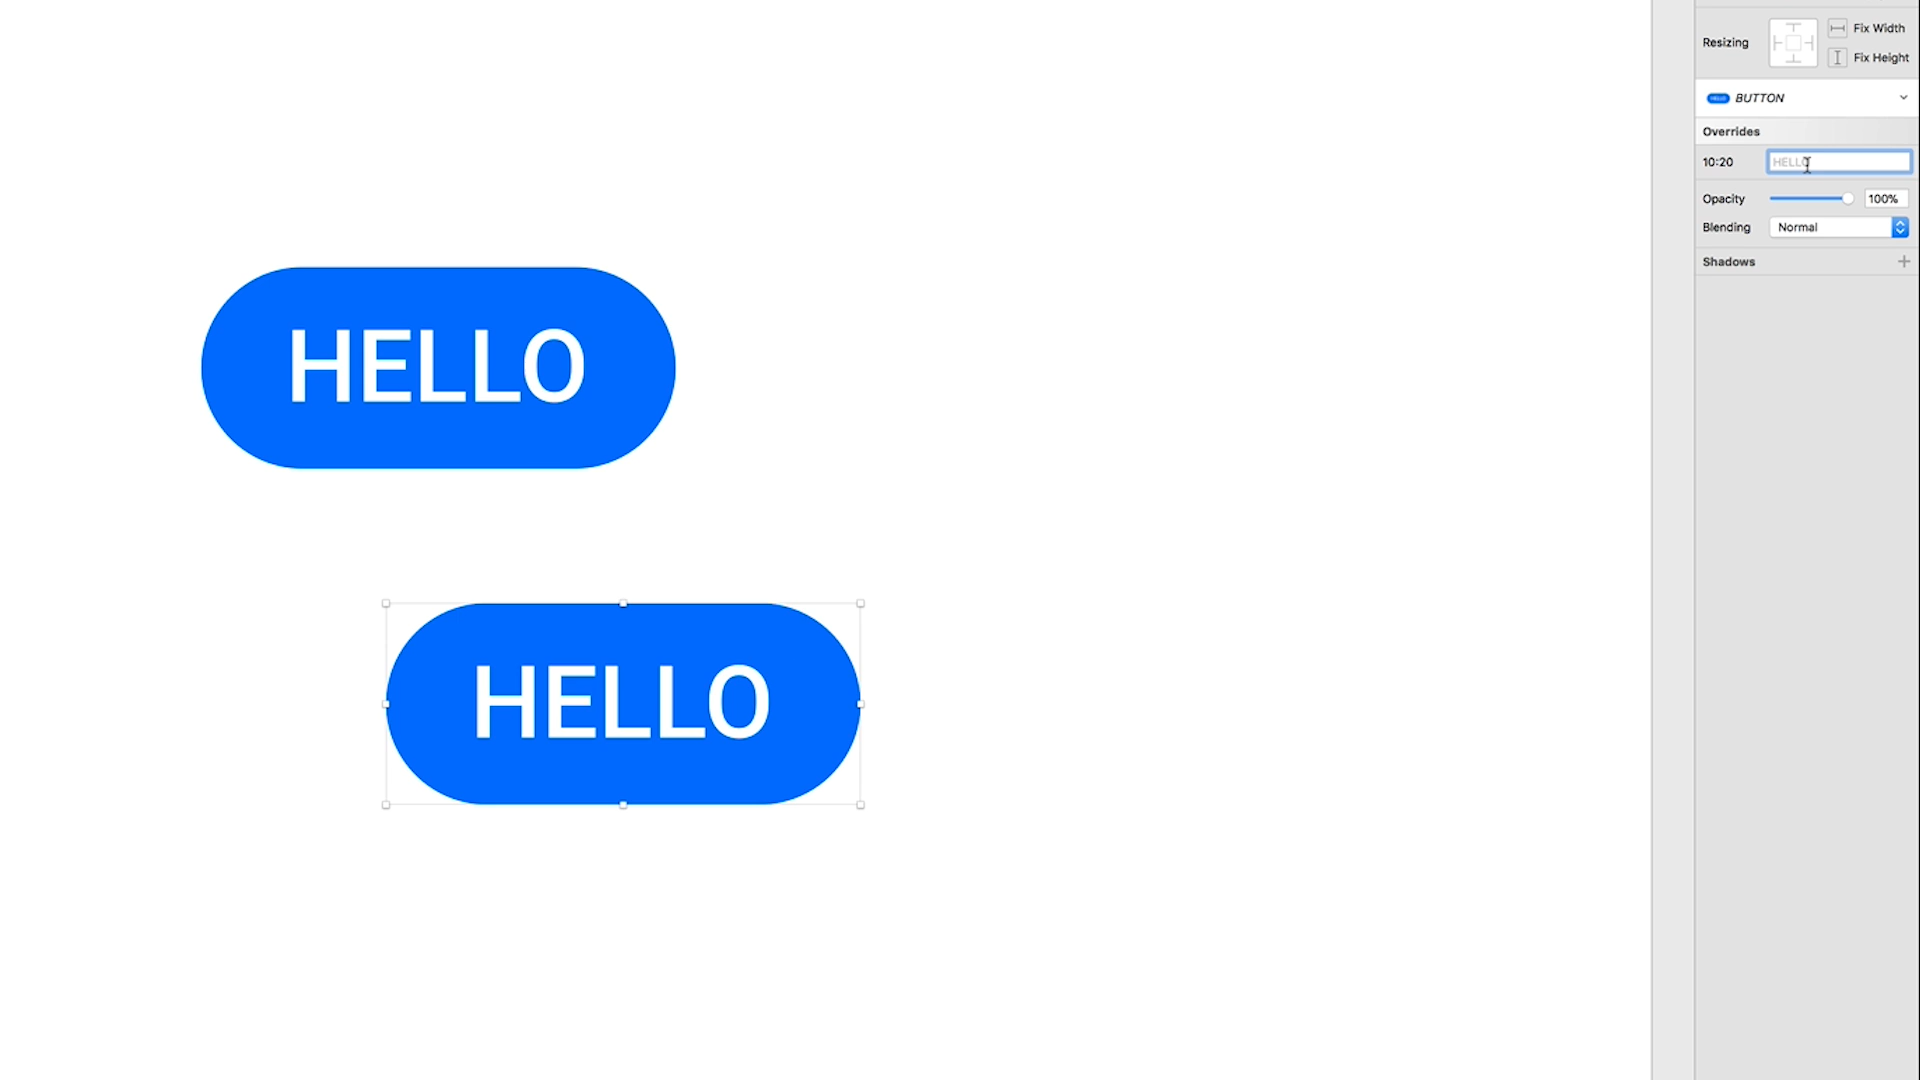 Fix Width
Resizing
Fix Height
BUTTON
Overrides
10:20 HELLO
Opacity 100%
Blending Normal
Shadows
HELLO
HELLO